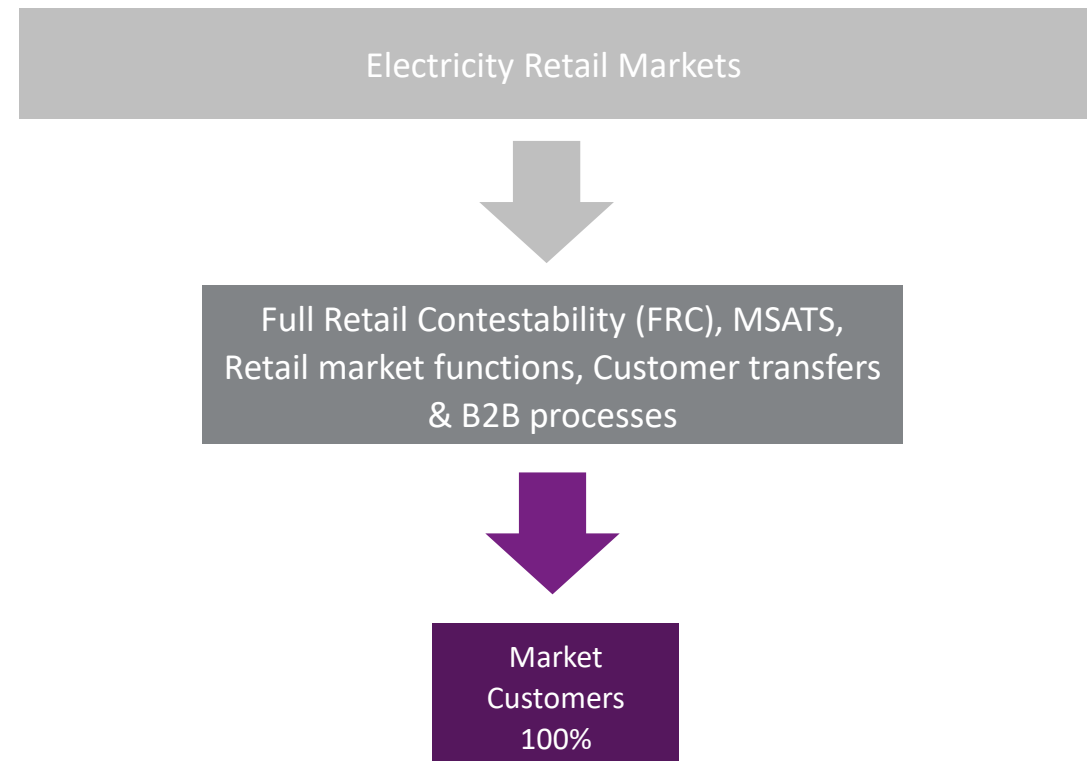 Electricity Retail Markets
Full Retail Contestability (FRC), MSATS,
Retail market functions, Customer transfers
& B2B processes
Market
Customers
100%